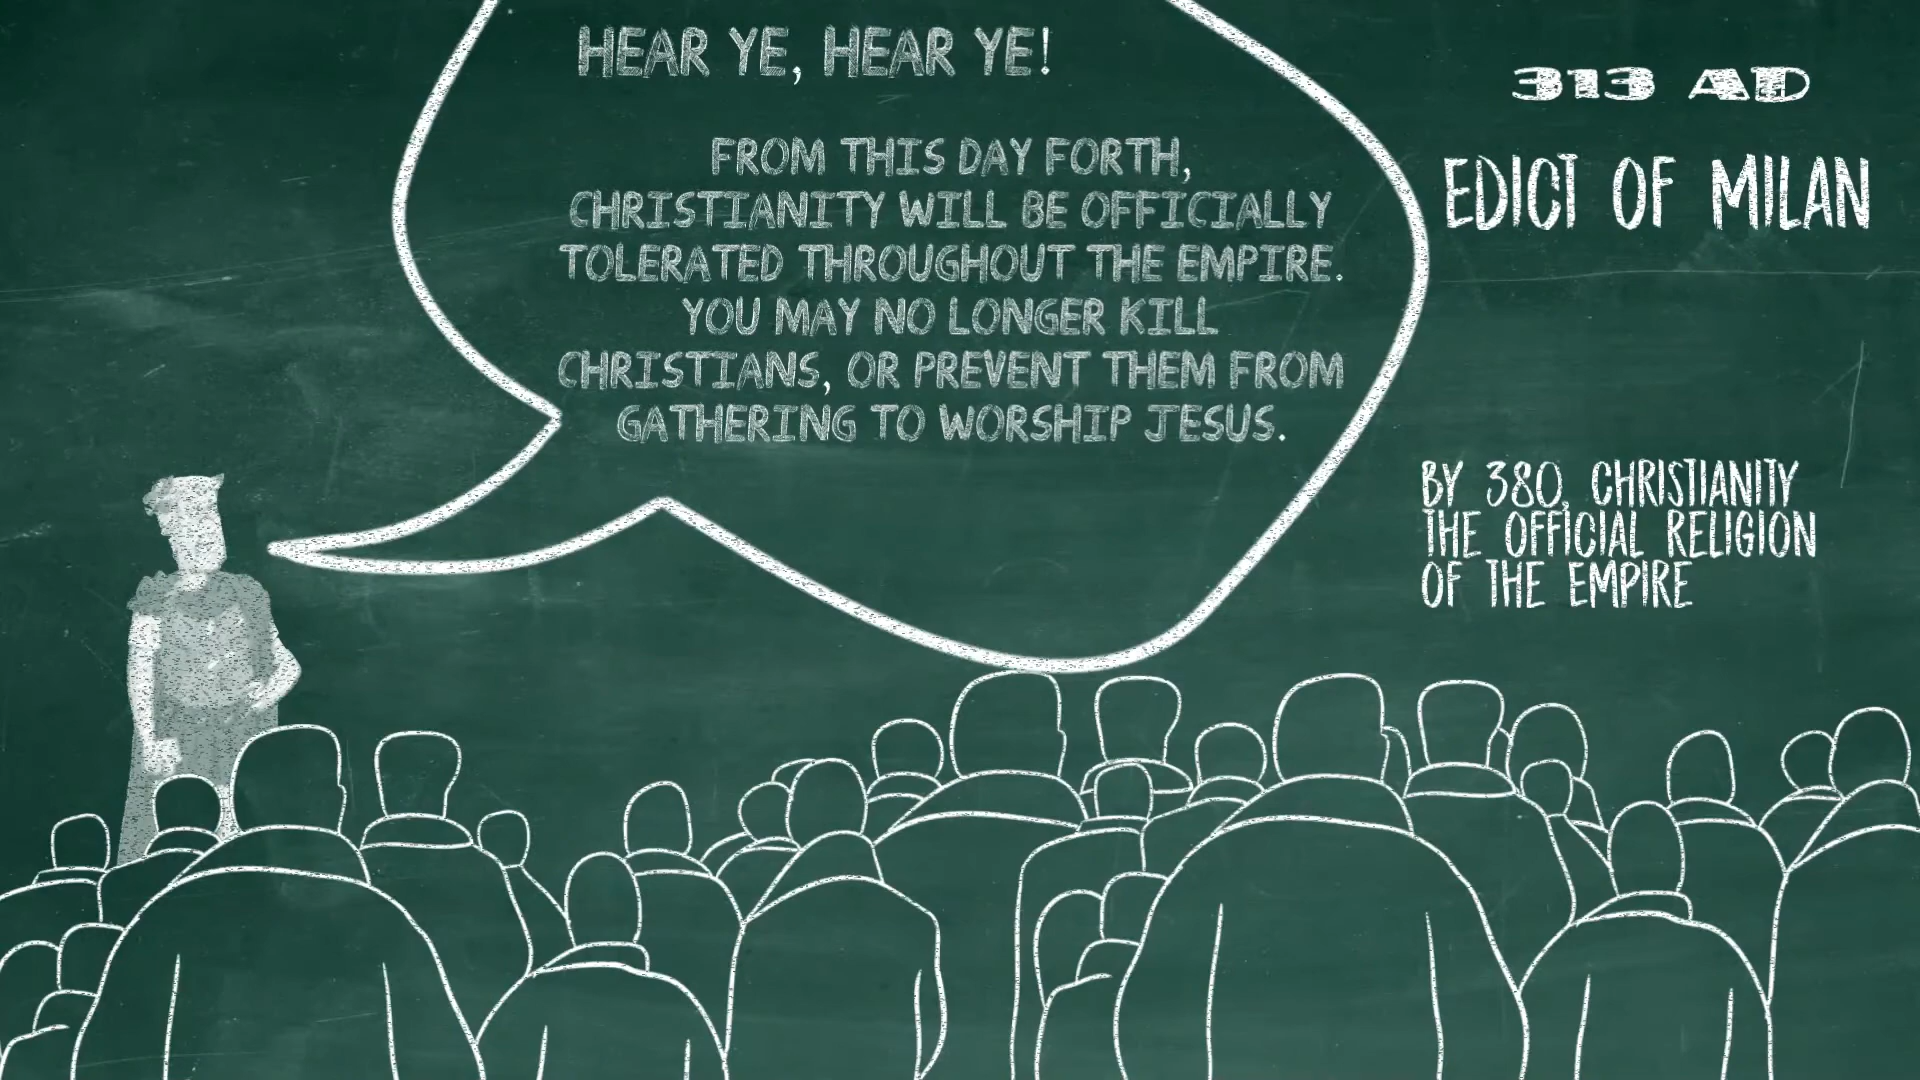 HEAR YE, HEAR YE!
FROM THIS DAY FORTH,
CHRISTIANITY WILL BE OFFICIALLY
TOLERATED THROUGHOUT THE EMPIRE.
YOU MAY NO LONGER KILL
CHRISTIANS, OR PREVENT THEM FROM
GATHERING TO WORSHIP JESUS.
313 AD
EDICT OF MILAN
BY 380, CHRISTIANITY
THE OFFICIAL RELIGION
OF THE EMPIRE